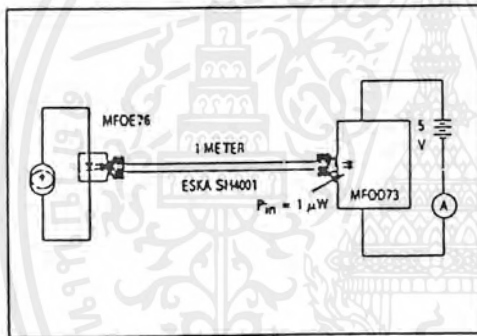 MFOE76
1 METER
ESKA SH4001
Pin = 1 μW
MFOD73
5
V
A